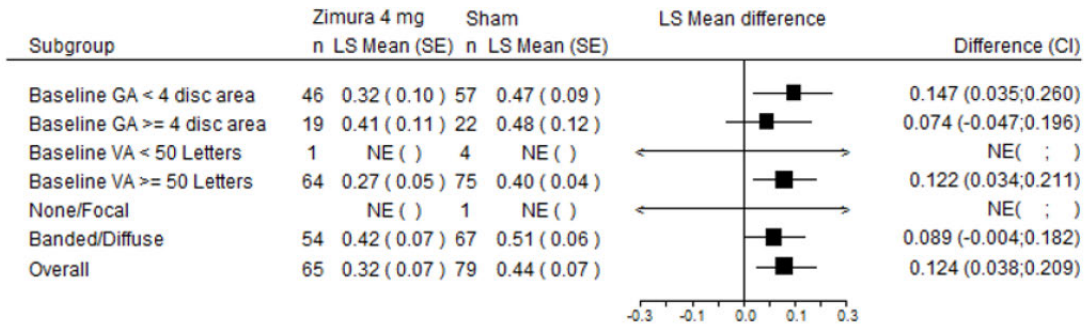 Zimura 4 mg Sham LS Mean difference
Subgroup n LS Mean (SE) n LS Mean (SE) Difference (CI)
Baseline GA < 4 disc area 46 0.32 ( 0.10 ) 57 0.47 ( 0.09 ) 0.147 (0.035;0.260)
Baseline GA >= 4 disc area 19 0.41 ( 0.11 ) 22 0.48 ( 0.12 ) 0.074 (-0.047;0.196)
Baseline VA < 50 Letters 1 NE ( ) 4 NE ( ) NE( ; )
Baseline VA >= 50 Letters 64 0.27 ( 0.05 ) 75 0.40 ( 0.04 ) 0.122 (0.034;0.211)
None/Focal NE ( ) 1 NE ( ) NE( ; )
Banded/Diffuse 54 0.42 ( 0.07 ) 67 0.51 ( 0.06 ) 0.089 (-0.004;0.182)
Overall 65 0.32 ( 0.07 ) 79 0.44 ( 0.07 ) 0.124 (0.038;0.209)
-0.3 -0.1 0.0 0.1 0.3